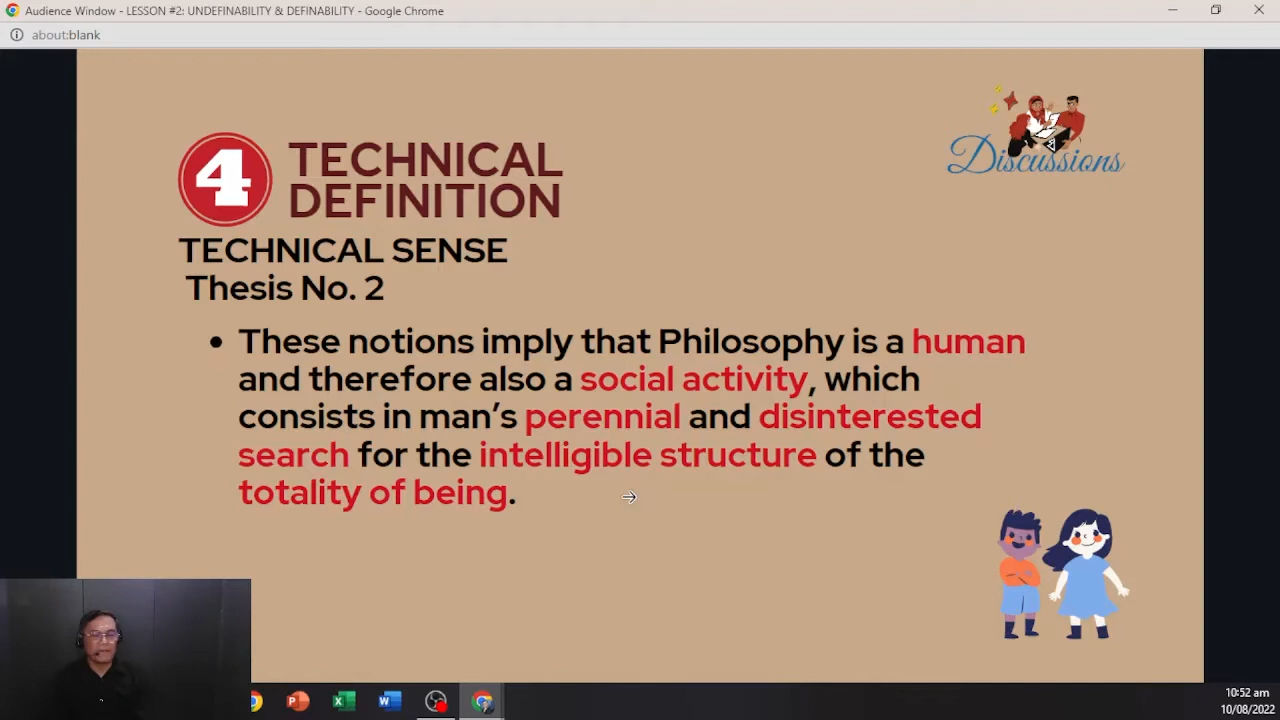 Audience Window - LESSON #2: UNDEFINABILITY & DEFINABILITY - Google Chrome
about:blank
Discussions
4
TECHNICAL
DEFINITION
TECHNICAL SENSE
Thesis No. 2
• These notions imply that Philosophy is a human
and therefore also a social activity, which
consists in man’s perennial and disinterested
search for the intelligible structure of the
totality of being.
10:52 am
10/08/2022